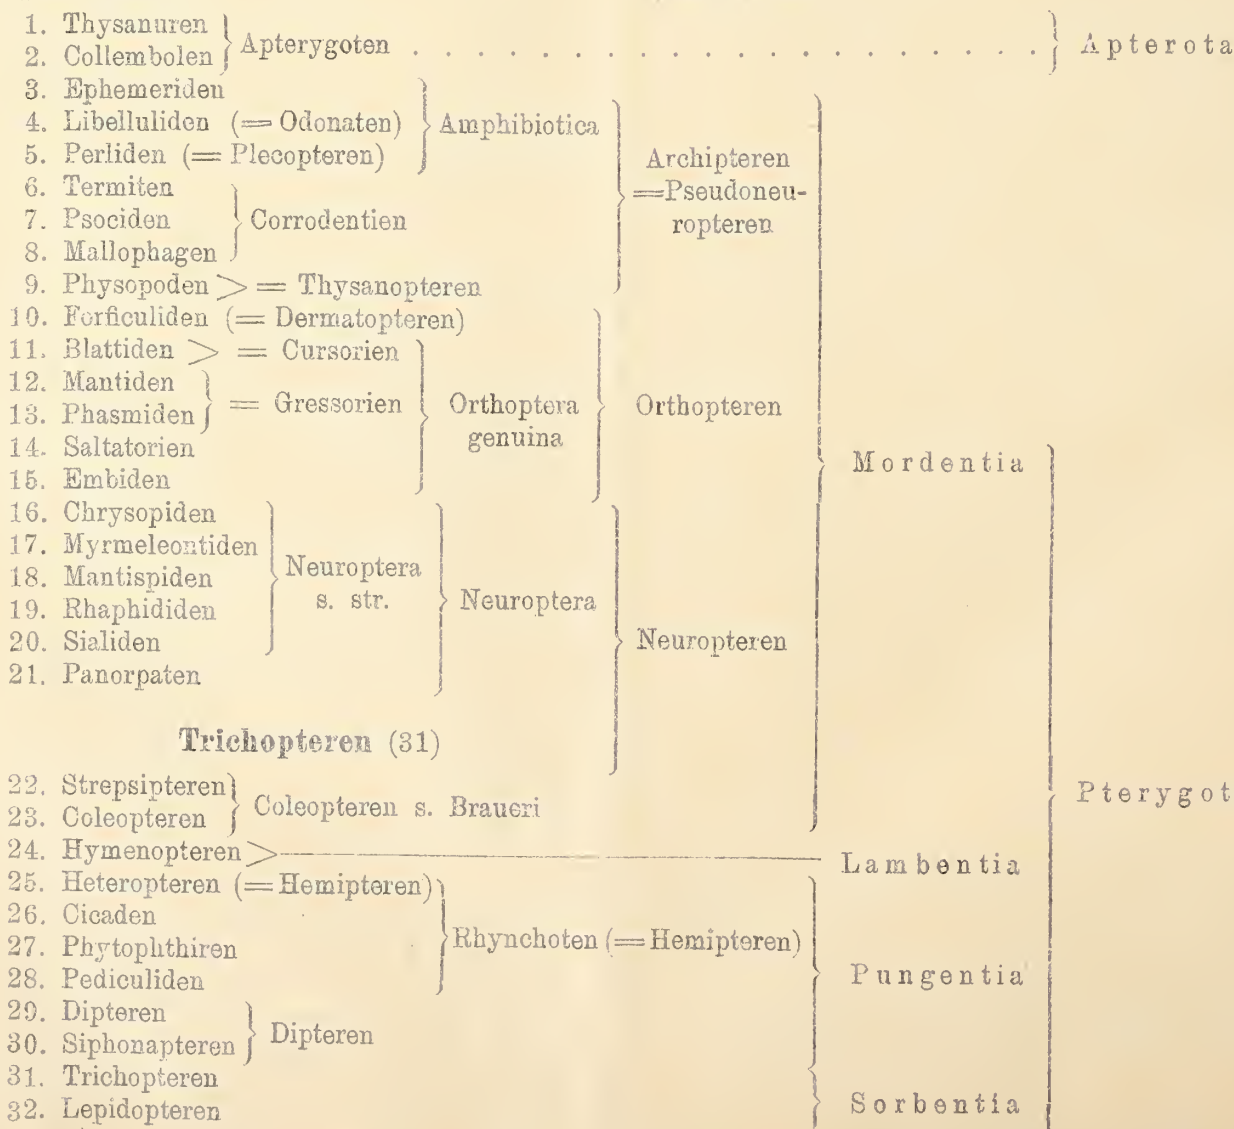 1. Thysanuren
2. Collembolen
Apterygoten . . . . . . . . . . . . . . . . . . . . Apterota
3. Ephemeriden
4. Libelluliden (= Odonaten)
Amphibiotica
5. Perliden (= Plecopteren)
Archipteren
=Pseudoneu-
ropteren
6. Termiten
7. Psociden
Corrodentien
8. Mallophagen
9. Physopoden > = Thysanopteren
10. Forficuliden (= Dermatopteren)
11. Blattiden > = Cursorien
12. Mantiden
13. Phasmiden
= Gressorien
Orthoptera
genuina
Orthopteren
14. Saltatorien
15. Embiden
Mordentia
16. Chrysopiden
17. Myrmeleontiden
18. Mantispiden
19. Rhaphididen
20. Sialiden
Neuroptera
s. str.
Neuroptera
Neuropteren
21. Panorpaten
Trichopteren (31)
22. Strepsipteren
23. Coleopteren
Coleopteren s. Braueri
Pterygot
24. Hymenopteren > Lambentia
25. Heteropteren (=Hemipteren)
26. Cicaden
27. Phytophthiren
28. Pediculiden
Rhynchoten (=Hemipteren)
Pungentia
29. Dipteren
30. Siphonapteren
Dipteren
31. Trichopteren
32. Lepidopteren
Sorbentia